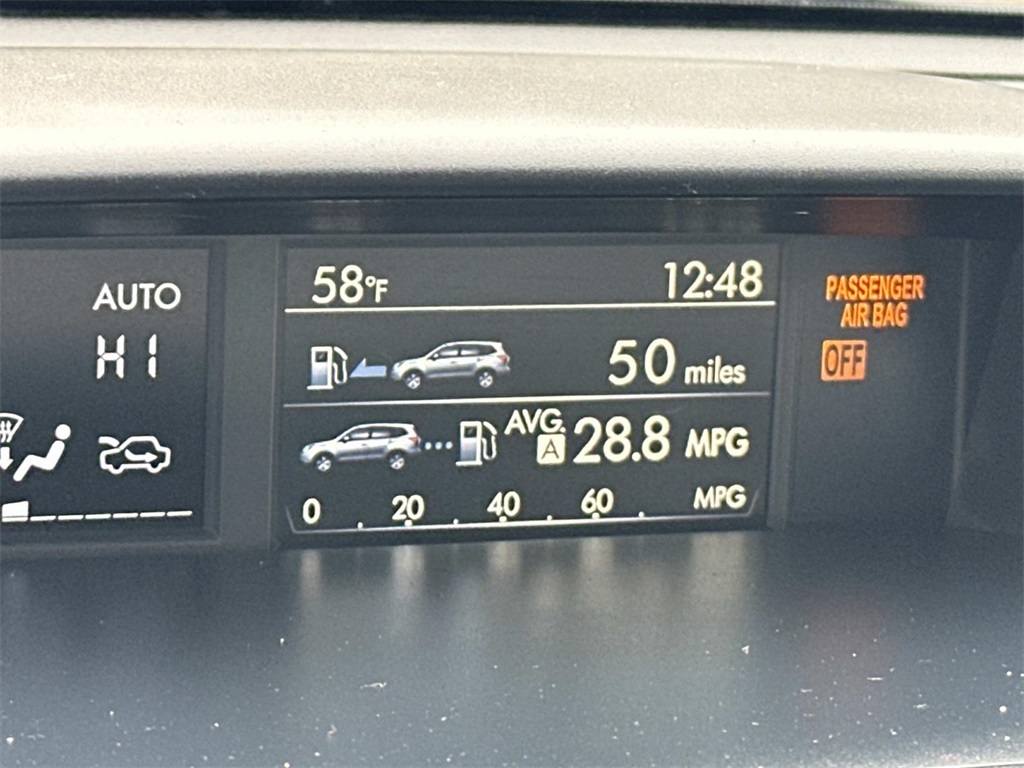 AUTO
HI
58°F 12:48
50 miles
AVG.
A 28.8 MPG
0 20 40 60 MPG
PASSENGER
AIR BAG
OFF